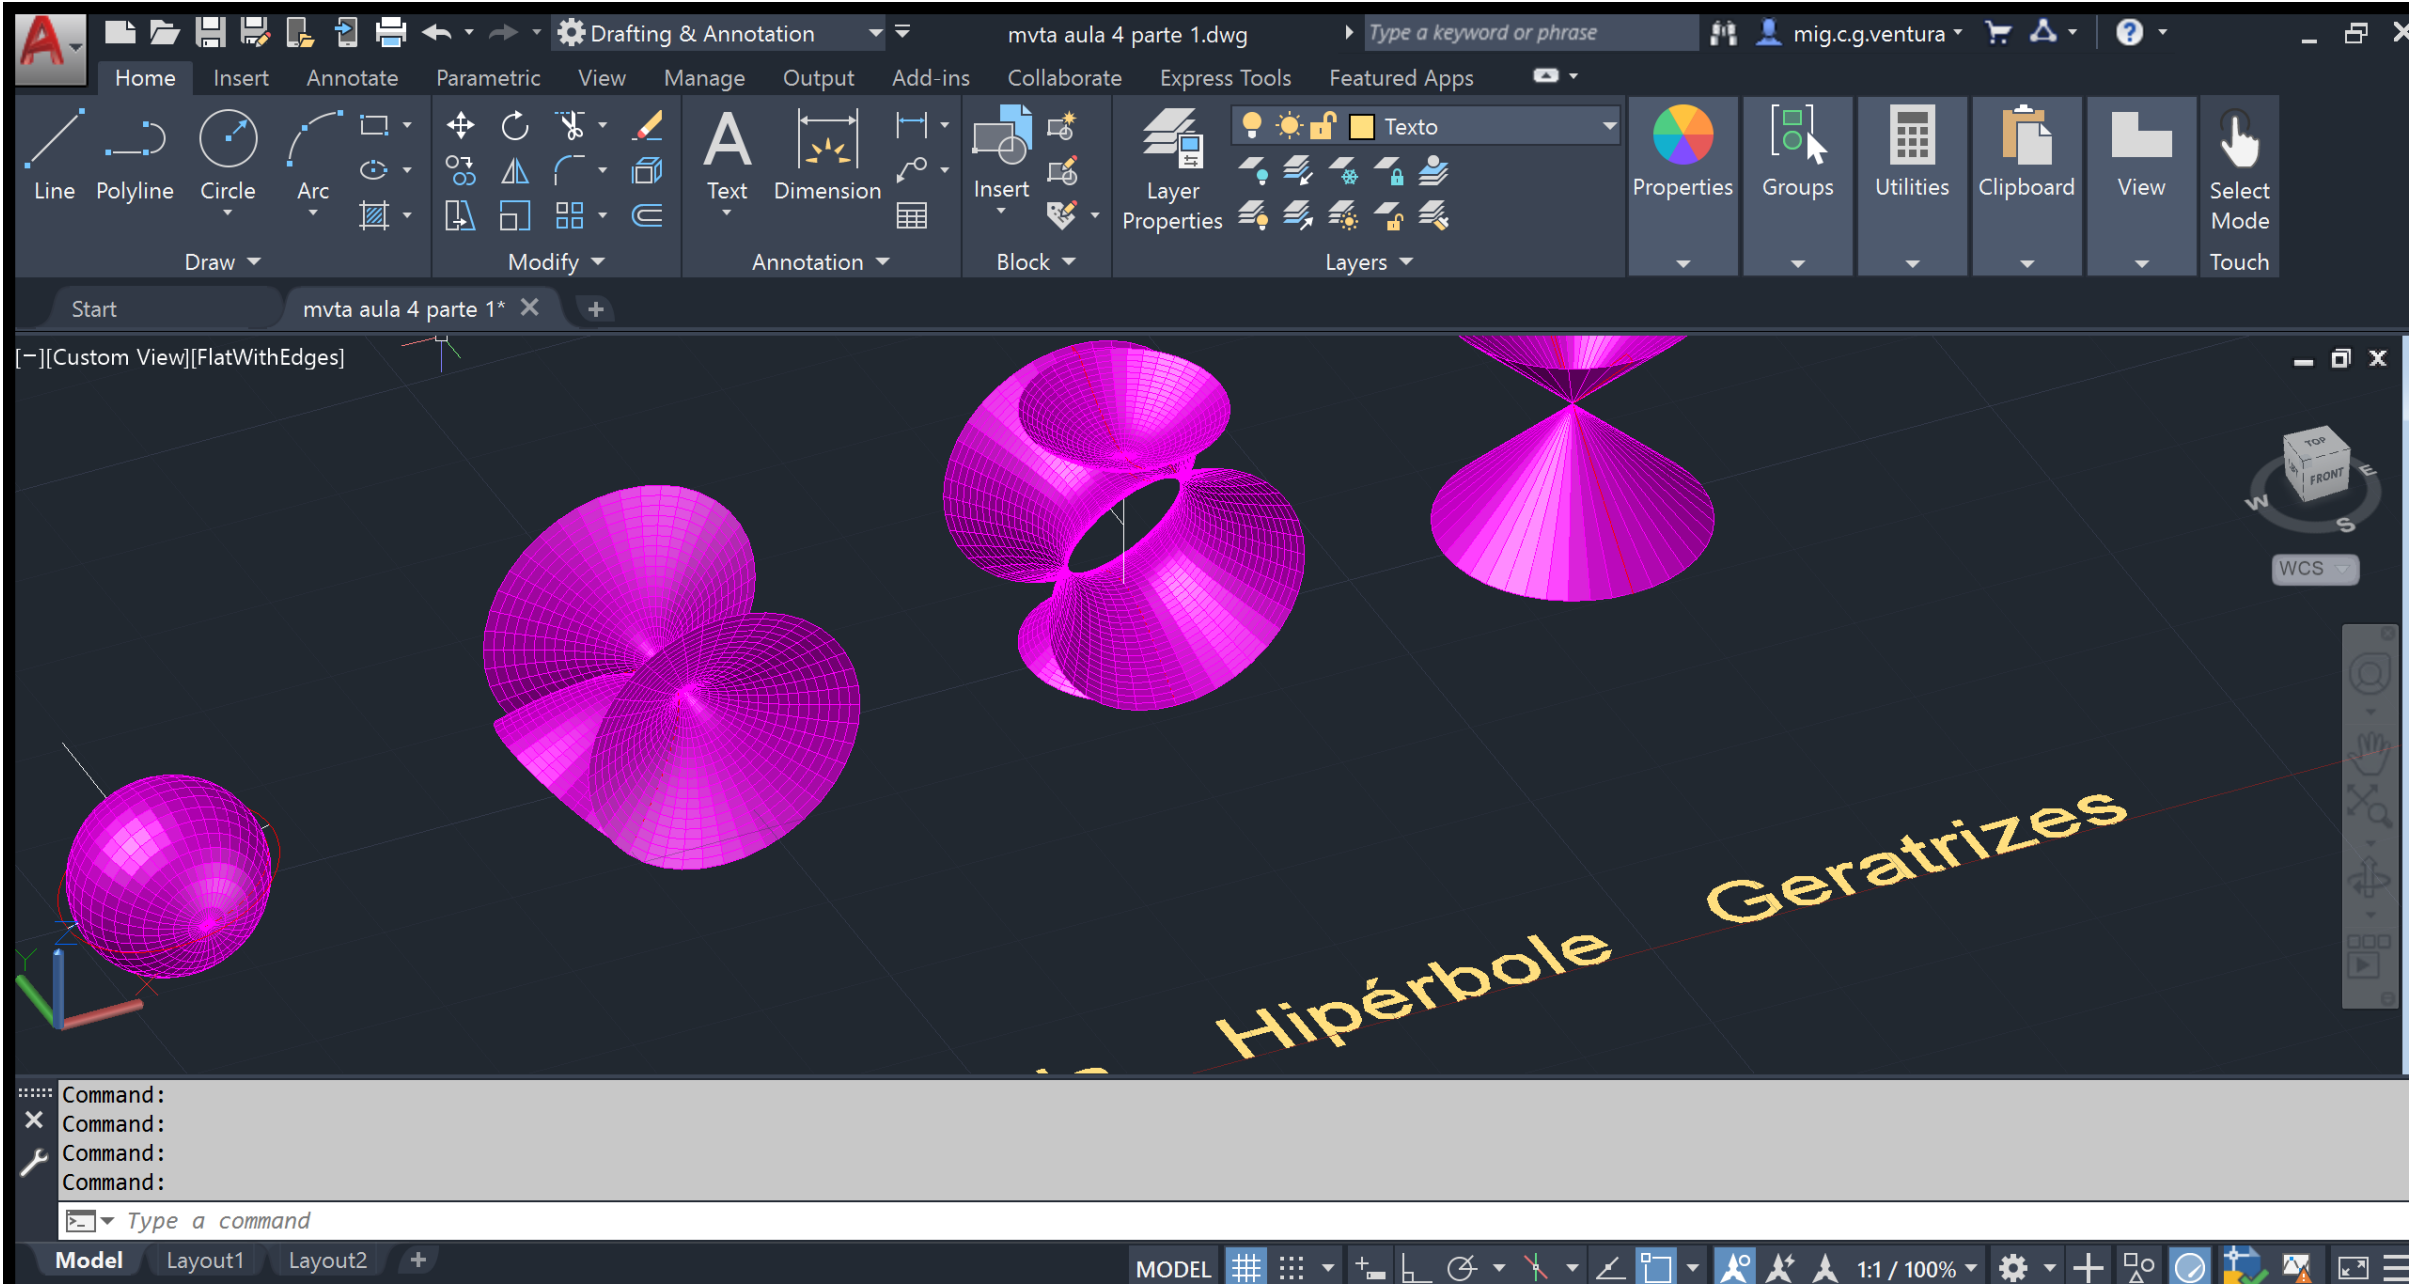 Drafting & Annotation
mvta aula 4 parte 1.dwg
Type a keyword or phrase
mig.c.g.ventura
Home Insert Annotate Parametric View Manage Output Add-ins Collaborate Express Tools Featured Apps
Texto
Line Polyline Circle Arc
Text Dimension
Insert
Layer Properties
Properties Groups Utilities Clipboard View
Select Mode
Draw Modify Annotation Block Layers Touch
Start
mvta aula 4 parte 1*
[−][Custom View][FlatWithEdges]
TOP
FRONT
W
S
E
WCS
Geratrizes
Hipérbole
Z
Y
X
Command:
Command:
Command:
Command:
Type a command
Model Layout1 Layout2
MODEL
1:1 / 100%